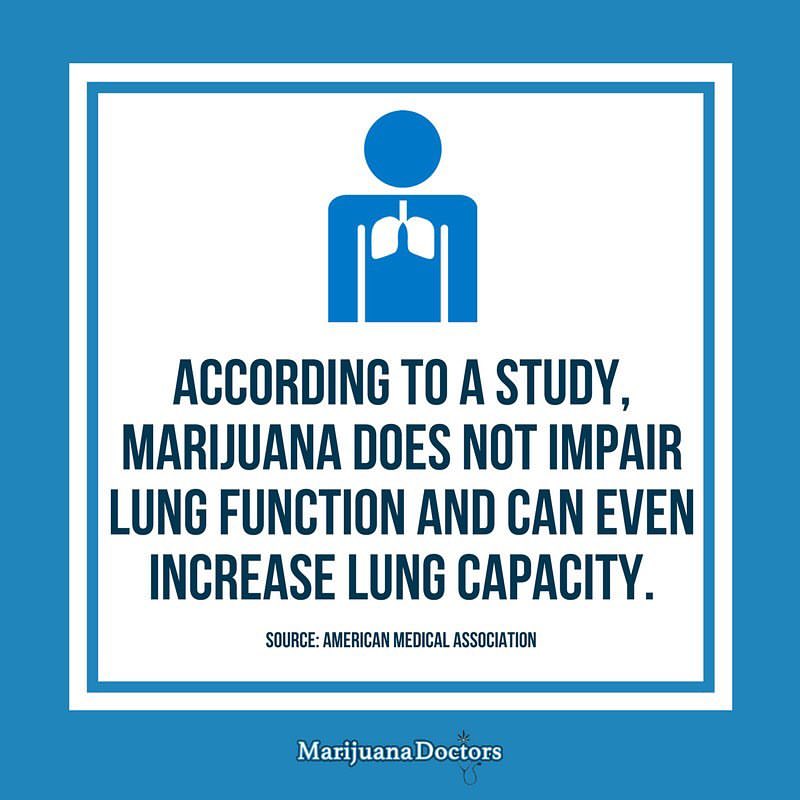 ACCORDING TO A STUDY,
MARIJUANA DOES NOT IMPAIR
LUNG FUNCTION AND CAN EVEN
INCREASE LUNG CAPACITY.
SOURCE: AMERICAN MEDICAL ASSOCIATION
MarijuanaDoctors